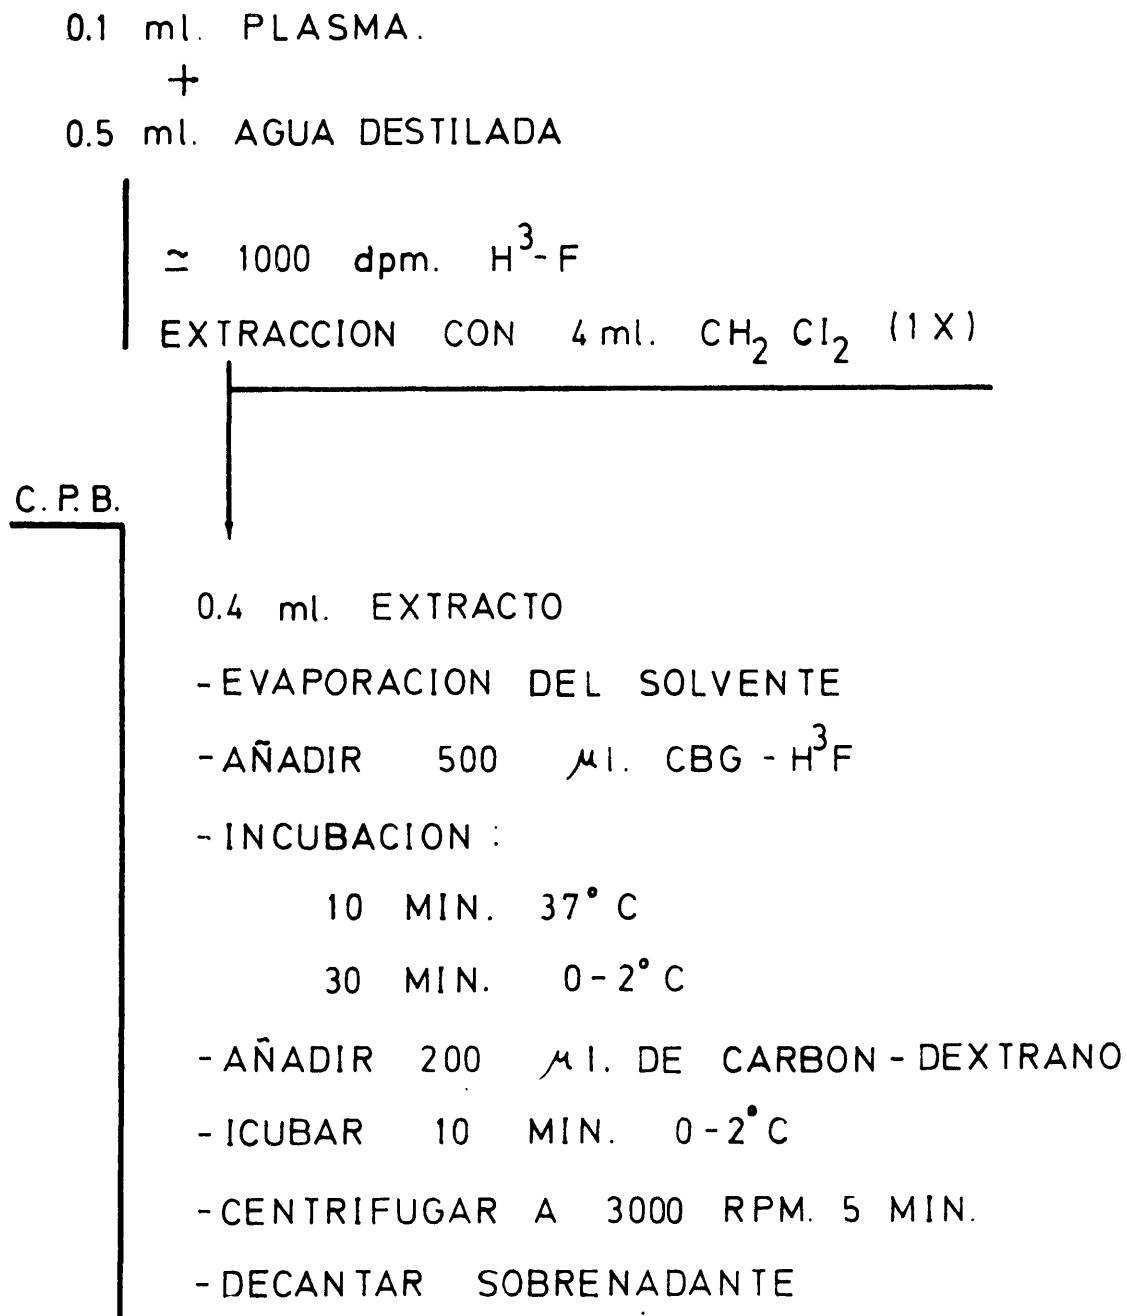 0.1 ml. PLASMA.
+
0.5 ml. AGUA DESTILADA
≃ 1000 dpm. H³-F
EXTRACCION CON 4 ml. CH₂ Cl₂ (1 X)
C.P.B.
0.4 ml. EXTRACTO
-EVAPORACION DEL SOLVENTE
-AÑADIR 500 µl. CBG - H³F
-INCUBACION :
10 MIN. 37° C
30 MIN. 0-2° C
-AÑADIR 200 µl. DE CARBON-DEXTRANO
-ICUBAR 10 MIN. 0-2° C
-CENTRIFUGAR A 3000 RPM. 5 MIN.
-DECANTAR SOBRENADANTE